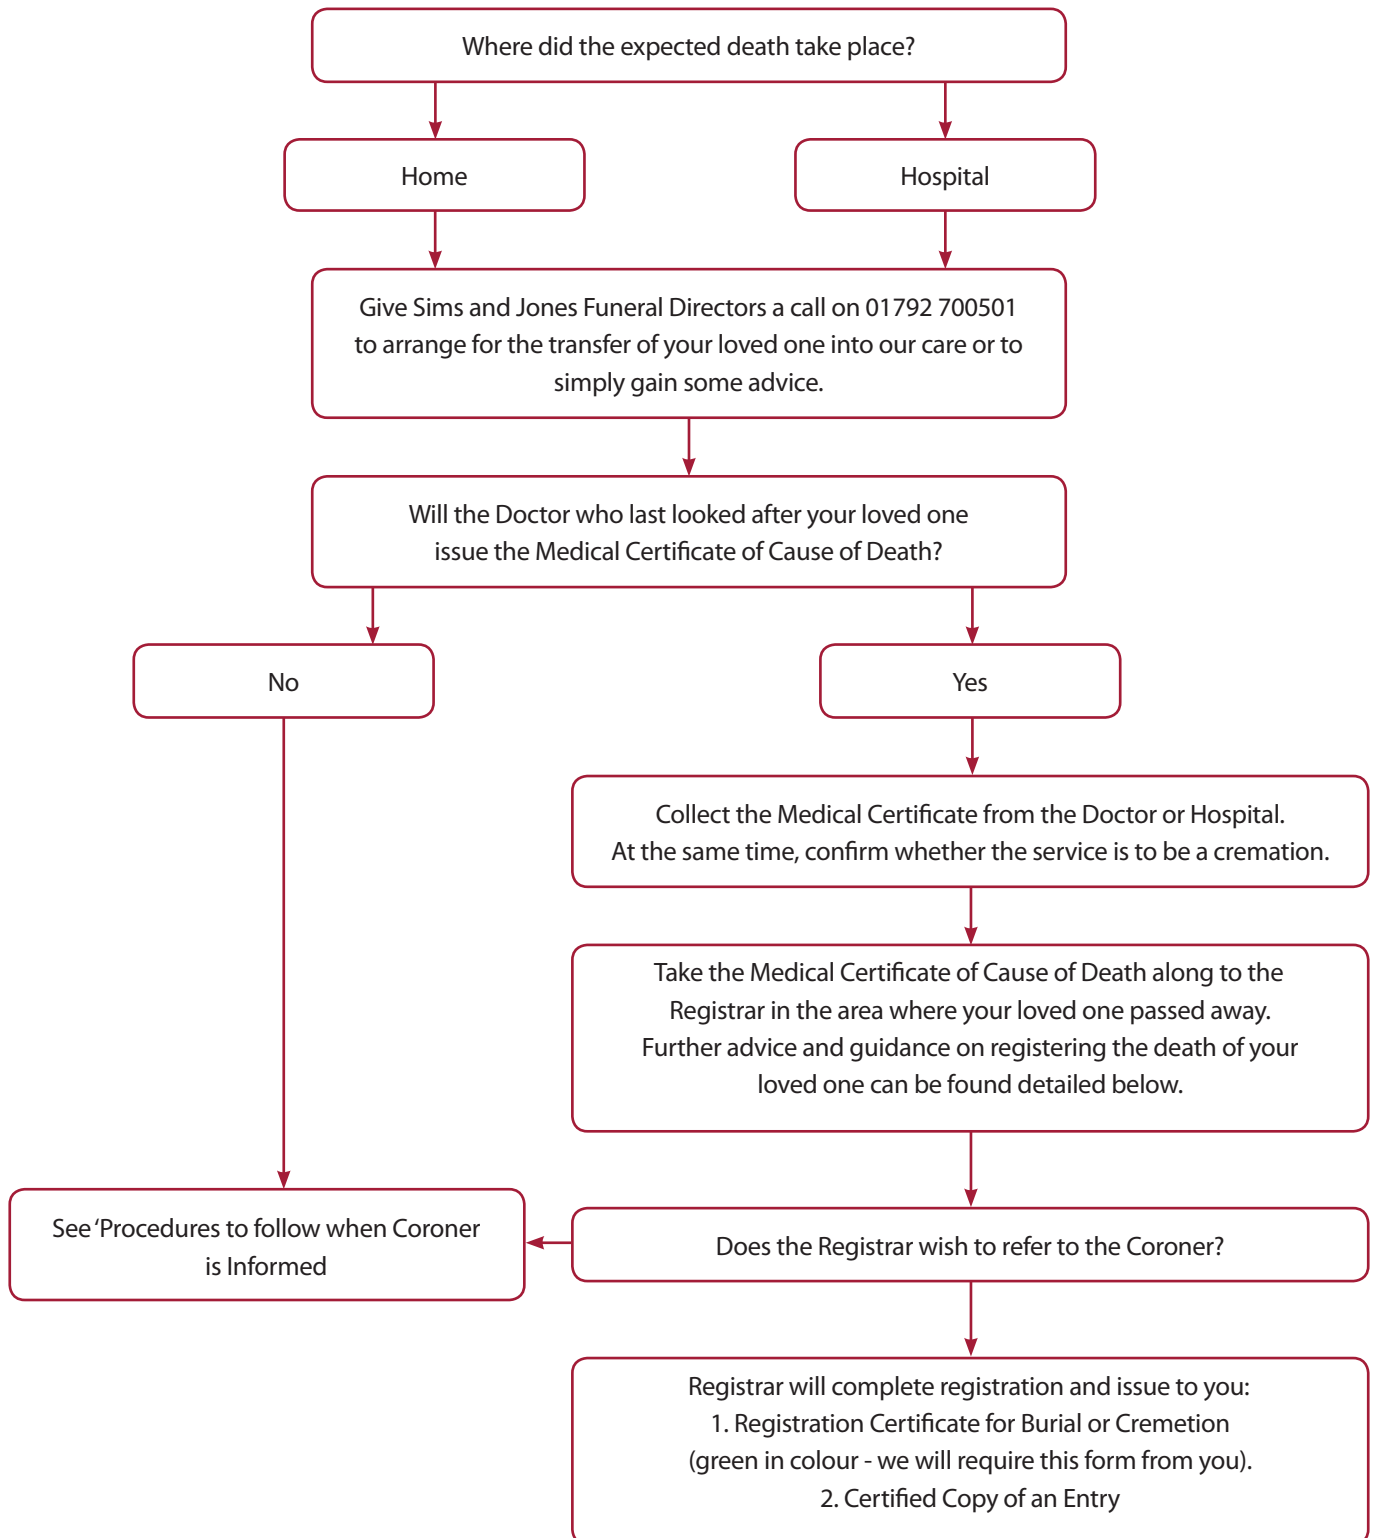 Where did the expected death take place?
Home
Hospital
Give Sims and Jones Funeral Directors a call on 01792 700501
to arrange for the transfer of your loved one into our care or to
simply gain some advice.
Will the Doctor who last looked after your loved one
issue the Medical Certificate of Cause of Death?
No
Yes
Collect the Medical Certificate from the Doctor or Hospital.
At the same time, confirm whether the service is to be a cremation.
Take the Medical Certificate of Cause of Death along to the
Registrar in the area where your loved one passed away.
Further advice and guidance on registering the death of your
loved one can be found detailed below.
See ‘Procedures to follow when Coroner
is Informed
Does the Registrar wish to refer to the Coroner?
Registrar will complete registration and issue to you:
1. Registration Certificate for Burial or Cremetion
(green in colour - we will require this form from you).
2. Certified Copy of an Entry